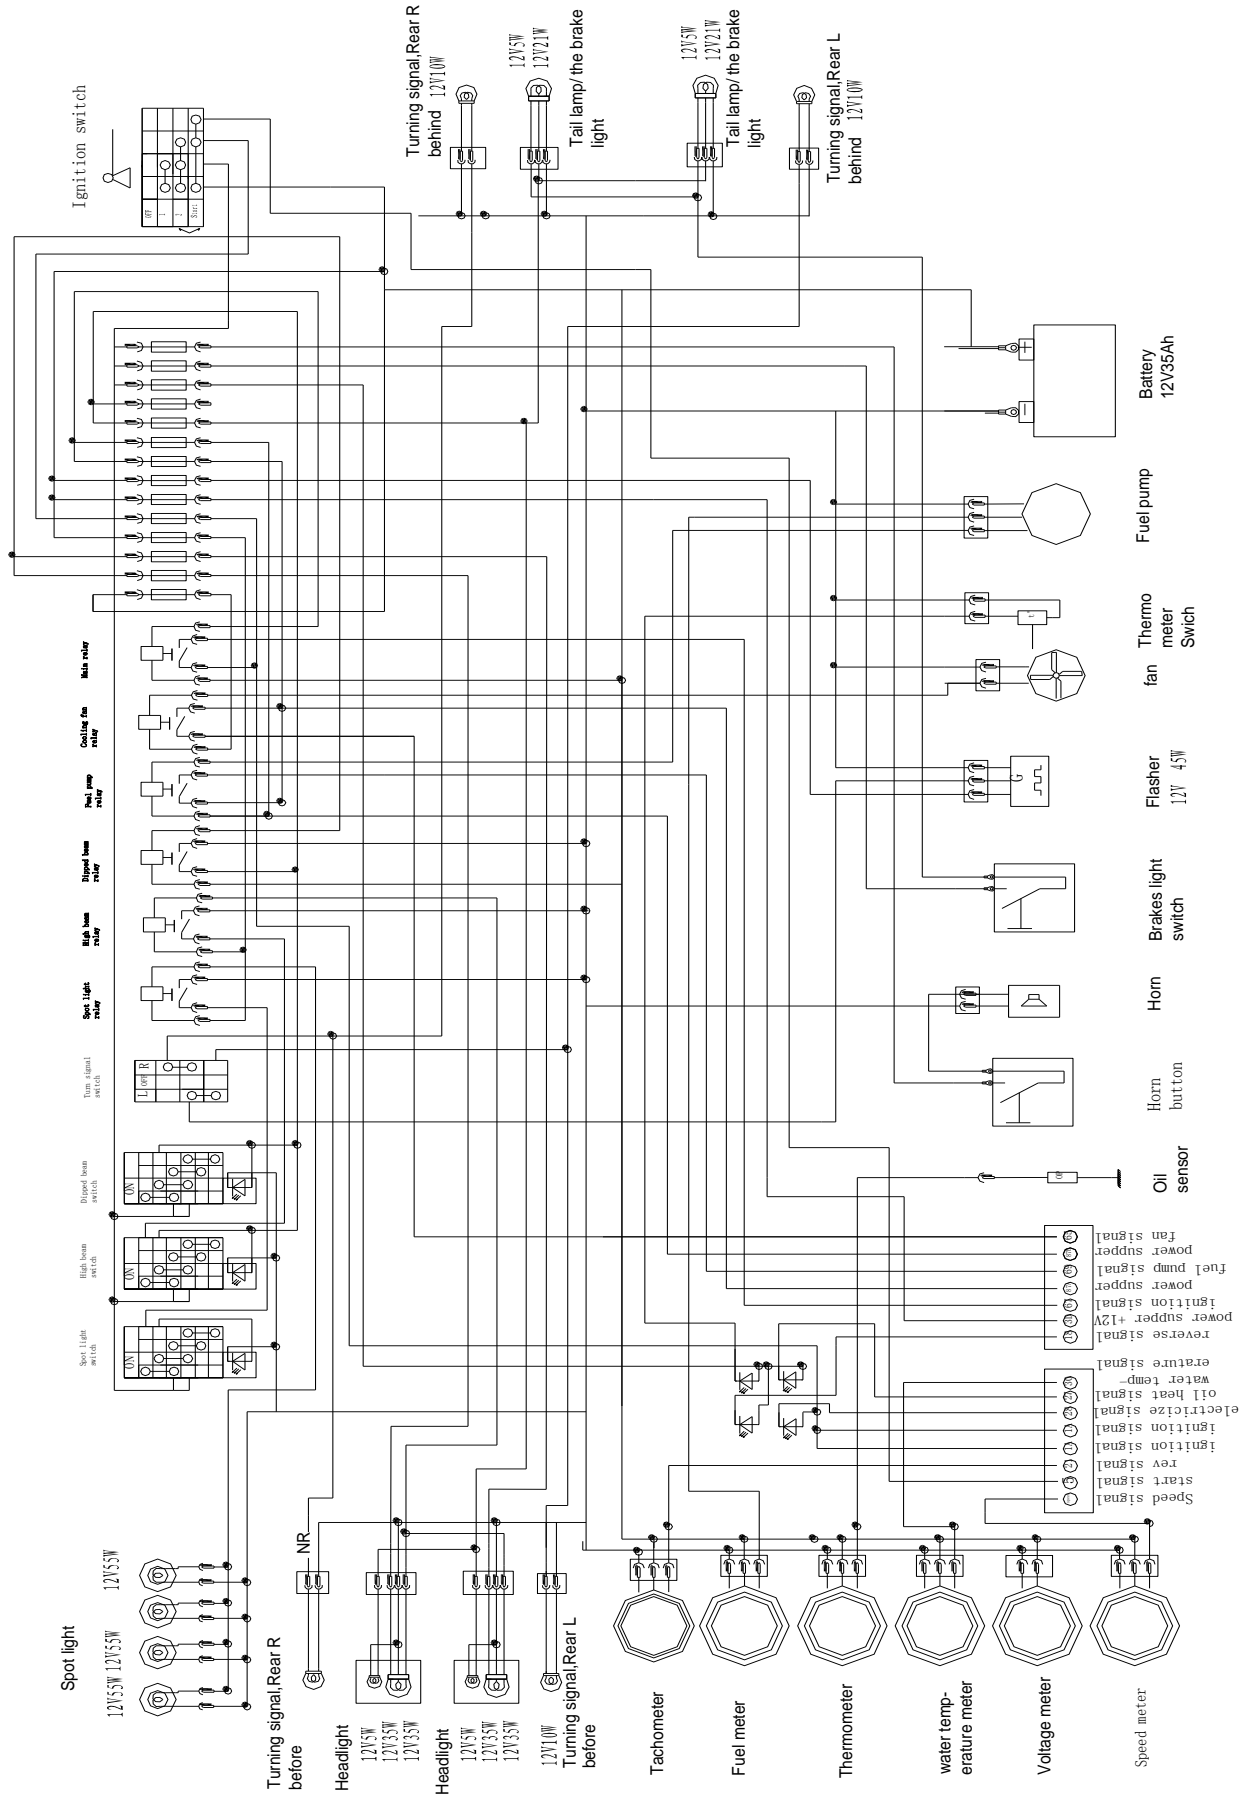 Ignition switch
OFF
1
2
Start
Turning signal,Rear R
behind 12V10W
12V5W
12V21W
Tail lamp/ the brake
light
12V5W
12V21W
Tail lamp/ the brake
light
Turning signal,Rear L
behind 12V10W
Battery
12V35Ah
Fuel pump
Thermo
meter
Swich
fan
Flasher
12V 45W
G
Brakes light
switch
Horn
Horn
button
Oil
sensor
OP
Main relay
Cooling fan
relay
Fuel pump
relay
Dipped beam
relay
High beam
relay
Spot light
relay
Turn signal
switch
L OFF R
Dipped beam
switch
ON
High beam
switch
ON
Spot light
switch
ON
fan signal
power supper
fuel pump signal
power supper
ignition signal
power supper +12V
reverse signal
water temp-
erature signal
oil heat signal
electricize signal
ignition signal
ignition signal
rev signal
start signal
Speed signal
Spot light
12V55W 12V55W
12V55W
NR
Turning signal,Rear R
before
Headlight
12V5W
12V35W
12V35W
Headlight
12V5W
12V35W
12V35W
12V10W
Turning signal,Rear L
before
Tachometer
Fuel meter
Thermometer
water temp-
erature meter
Voltage meter
Speed meter